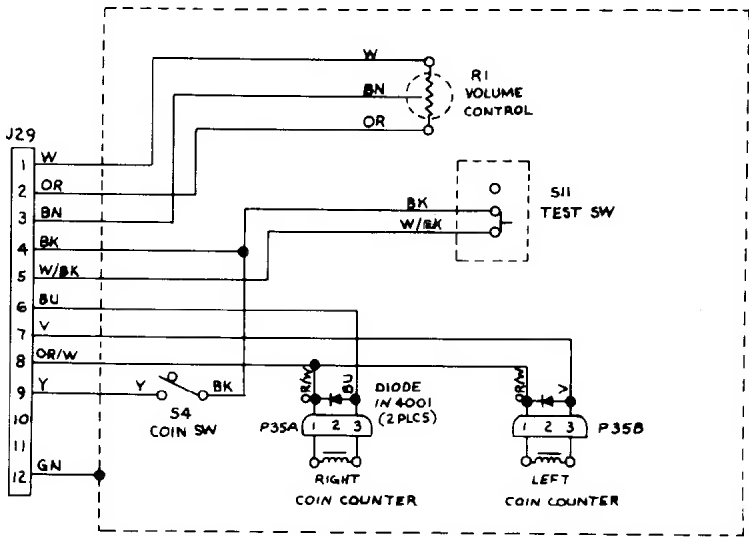 W
R1
VOLUME
CONTROL
BN
OR
J29
1 W
2 OR
3 BN
4 BK
5 W/BK
6 BU
7 V
8 OR/W
9 Y
10
11
12 GN
BK
W/BK
S11
TEST SW
Y
BK
S4
COIN SW
OR/W
BU
DIODE
IN 4001
(2 PLCS)
P35A
1 2 3
RIGHT
COIN COUNTER
OR/W
V
1 2 3
P35B
LEFT
COIN COUNTER